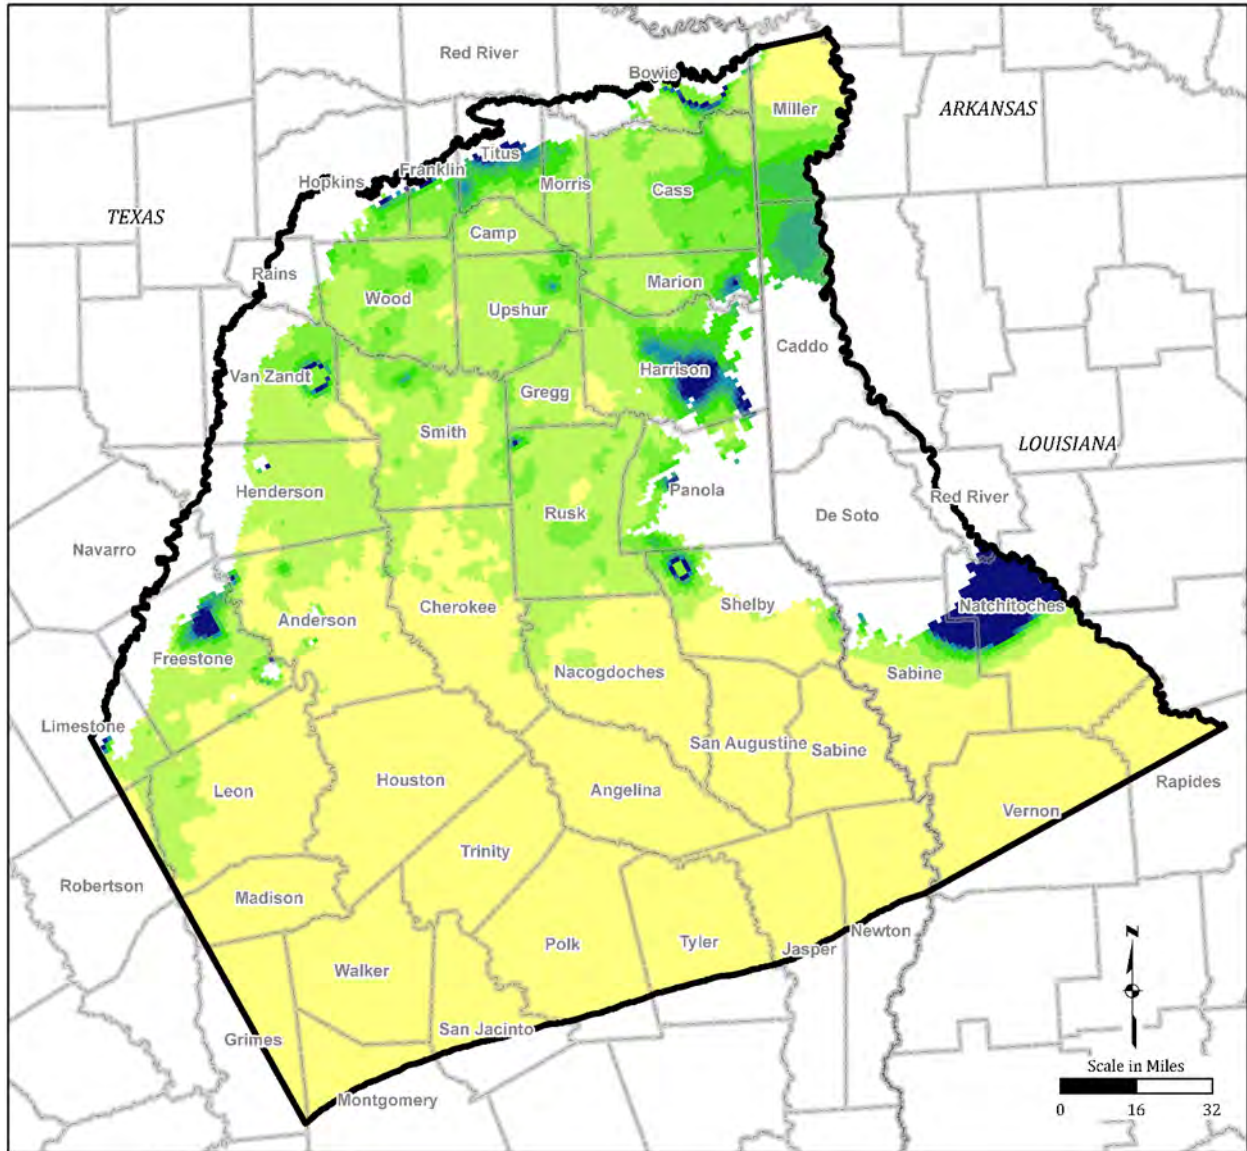 Red River
Bowie
ARKANSAS
Miller
Titus
Franklin
Hopkins
Morris
Cass
TEXAS
Camp
Rains
Marion
Wood
Upshur
Caddo
Van Zandt
Harrison
Gregg
Smith
LOUISIANA
Henderson
Panola
Red River
Rusk
De Soto
Navarro
Cherokee
Shelby
Natchitoches
Anderson
Freestone
Nacogdoches
Sabine
Limestone
San Augustine
Sabine
Houston
Angelina
Rapides
Leon
Vernon
Trinity
Robertson
Madison
Newton
Polk
Tyler
Jasper
N
Walker
Grimes
San Jacinto
Scale in Miles
Montgomery
0 16 32